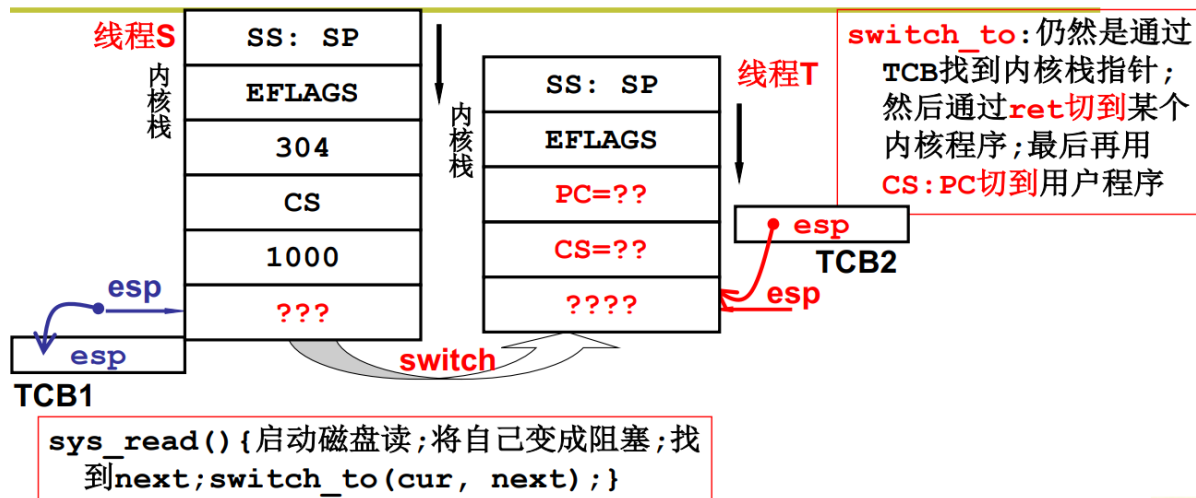 线程S
内核栈
SS: SP
EFLAGS
304
CS
1000
???
esp
esp
TCB1
内核栈
SS: SP
EFLAGS
PC=??
CS=??
????
线程T
esp
TCB2
esp
switch
switch_to:仍然是通过
TCB找到内核栈指针;
然后通过ret切到某个
内核程序;最后再用
CS:PC切到用户程序
sys_read(){启动磁盘读;将自己变成阻塞;找
到next;switch_to(cur, next);}